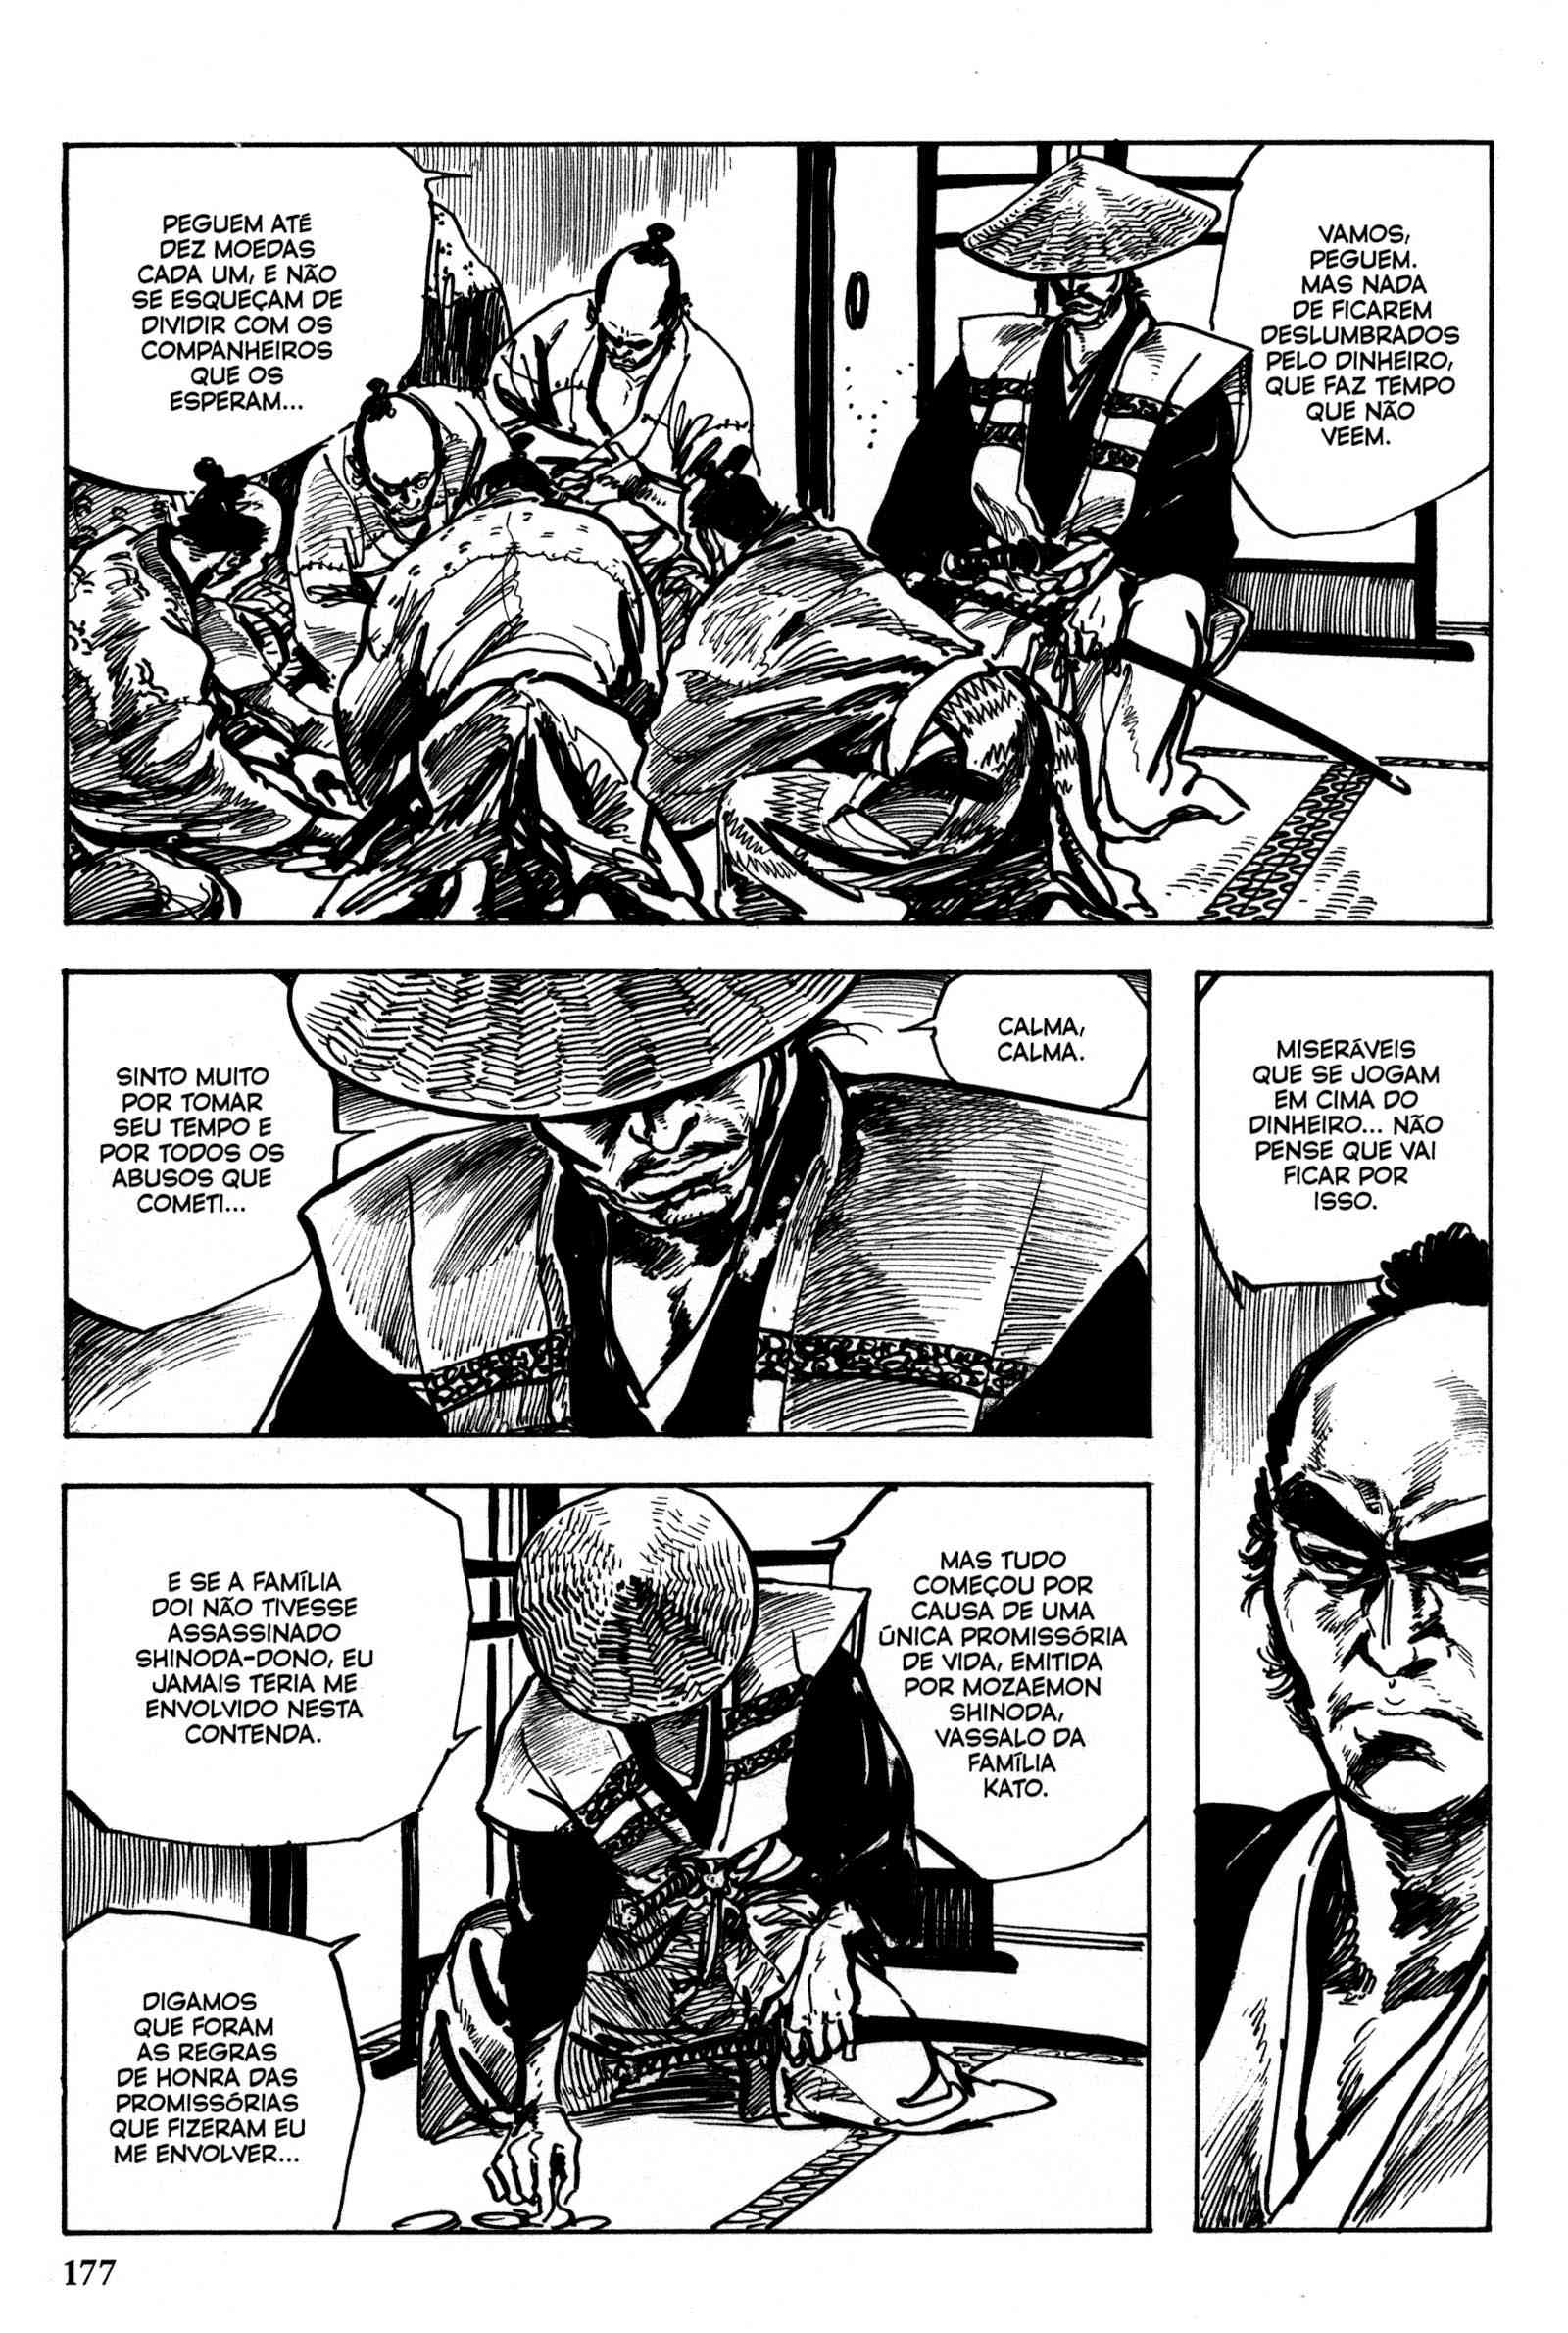 VAMOS,
PEGUEM.
MAS NADA
DE FICAREM
DESLUMBRADOS
PELO DINHEIRO,
QUE FAZ TEMPO
QUE NÃO
VEEM.
PEGUEM ATÉ
DEZ MOEDAS
CADA UM, E NÃO
SE ESQUEÇAM DE
DIVIDIR COM OS
COMPANHEIROS
QUE OS
ESPERAM...
MISERÁVEIS
QUE SE JOGAM
EM CIMA DO
DINHEIRO... NÃO
PENSE QUE VAI
FICAR POR
ISSO.
CALMA,
CALMA.
SINTO MUITO
POR TOMAR
SEU TEMPO E
POR TODOS OS
ABUSOS QUE
COMETI...
MAS TUDO
COMEÇOU POR
CAUSA DE UMA
ÚNICA PROMISSÓRIA
DE VIDA, EMITIDA
POR MOZAEMON
SHINODA,
VASSALO DA
FAMÍLIA
KATO.
E SE A FAMÍLIA
DOI NÃO TIVESSE
ASSASSINADO
SHINODA-DONO, EU
JAMAIS TERIA ME
ENVOLVIDO NESTA
CONTENDA.
DIGAMOS
QUE FORAM
AS REGRAS
DE HONRA DAS
PROMISSÓRIAS
QUE FIZERAM EU
ME ENVOLVER...
177